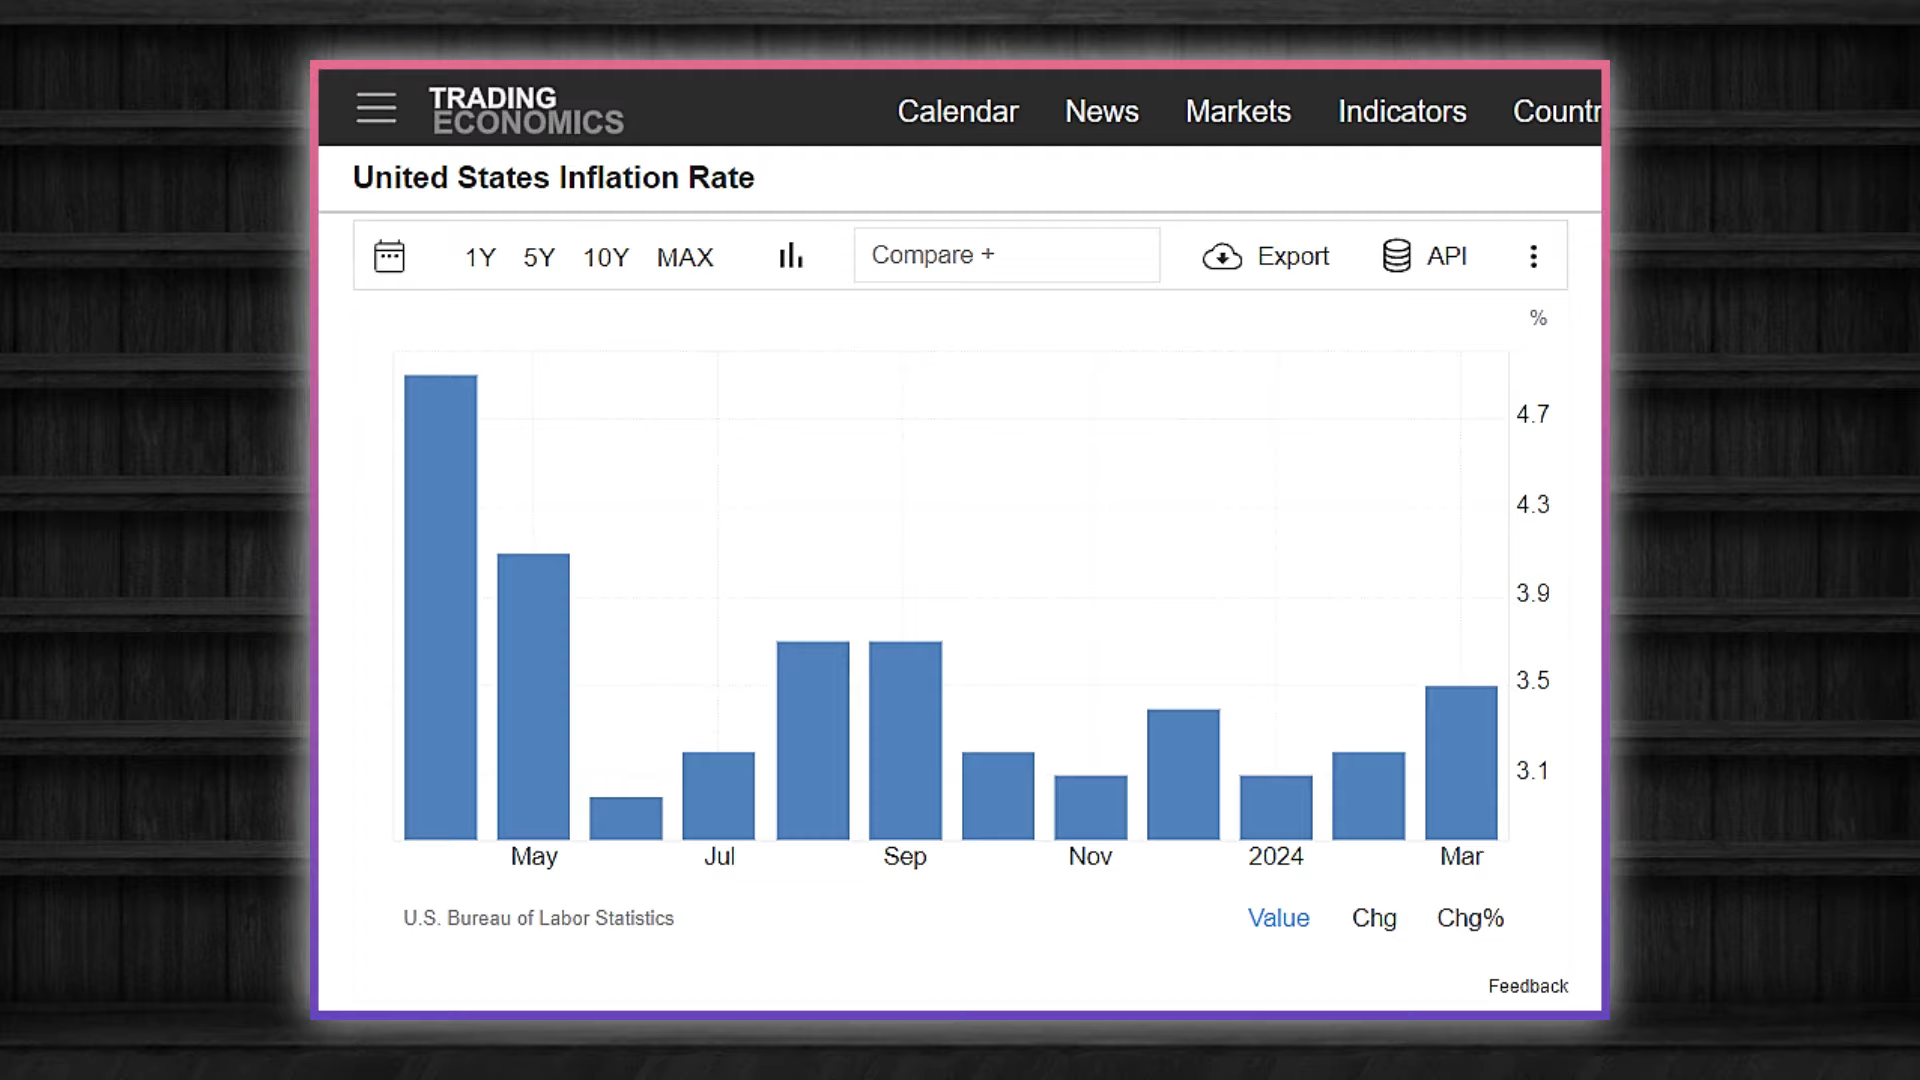 TRADING
ECONOMICS
Calendar News Markets Indicators Countr
United States Inflation Rate
1Y 5Y 10Y MAX Compare + Export API
%
4.7
4.3
3.9
3.5
3.1
May Jul Sep Nov 2024 Mar
U.S. Bureau of Labor Statistics Value Chg Chg%
Feedback